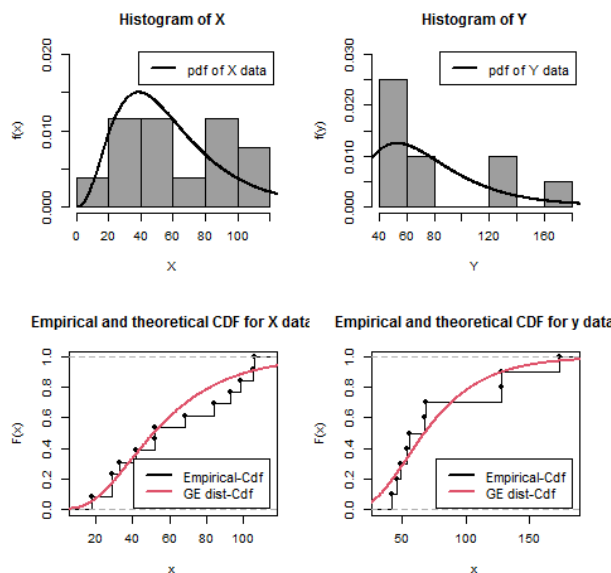 Histogram of X
f(x)
0.000
0.010
0.020
pdf of X data
0 20 40 60 80 100
X
Histogram of Y
f(y)
0.000
0.010
0.020
0.030
pdf of Y data
40 60 80 120 160
Y
Empirical and theoretical CDF for X data
F(x)
0.0 0.2 0.4 0.6 0.8 1.0
Empirical-Cdf
GE dist-Cdf
20 40 60 80 100
x
Empirical and theoretical CDF for y data
F(x)
0.0 0.2 0.4 0.6 0.8 1.0
Empirical-Cdf
GE dist-Cdf
50 100 150
x